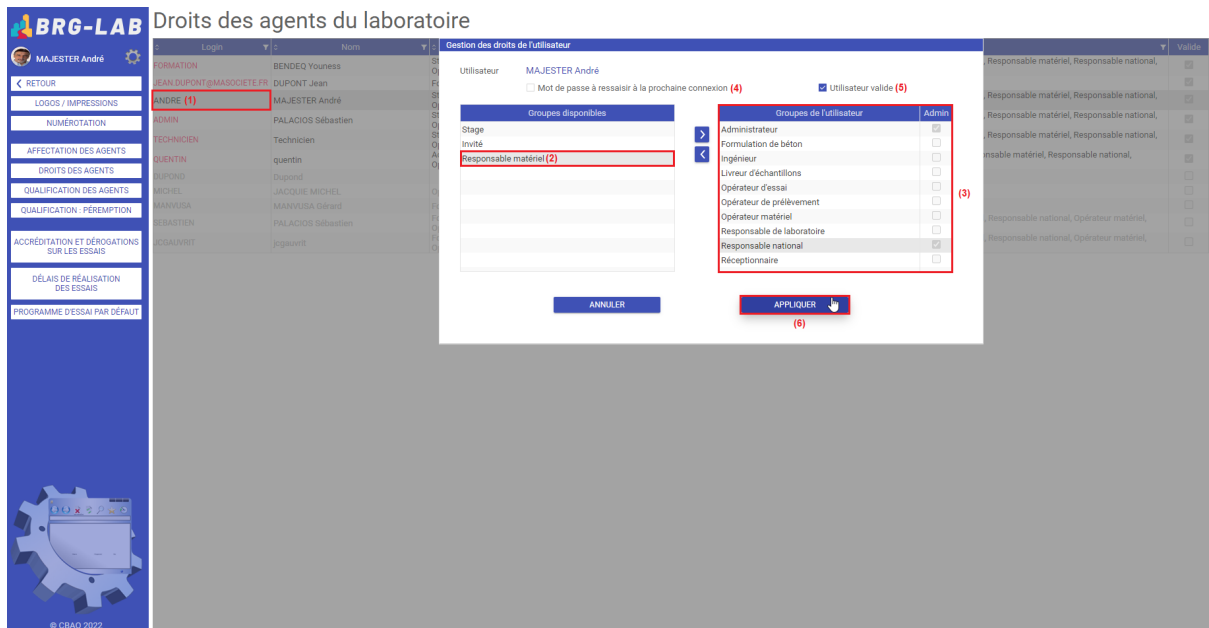 BRG-LAB
Droits des agents du laboratoire
MAJESTER André
RETOUR
LOGOS / IMPRESSIONS
NUMÉROTATION
AFFECTATION DES AGENTS
DROITS DES AGENTS
QUALIFICATION DES AGENTS
QUALIFICATION : PÉREMPTION
ACCRÉDITATION ET DÉROGATIONS
SUR LES ESSAIS
DÉLAIS DE RÉALISATION
DES ESSAIS
PROGRAMME D'ESSAI PAR DÉFAUT
© CBAO 2022
Login Nom Valide
FORMATION BENDEQ Youness
JEAN.DUPONT@MASOCIETE.FR DUPONT Jean
ANDRE (1) MAJESTER André
ADMIN PALACIOS Sébastien
TECHNICIEN Technicien
QUENTIN quentin
DUPOND Dupond
MICHEL JACQUIE MICHEL
MANVUSA MANVUSA Gérard
SEBASTIEN PALACIOS Sébastien
JCGAUVRIT jcgauvrit
, Responsable matériel, Responsable national,
, Responsable matériel, Responsable national,
, Responsable matériel, Responsable national,
, Responsable matériel, Responsable national,
nsable matériel, Responsable national,
, Responsable national, Opérateur matériel,
, Responsable national, Opérateur matériel,
Gestion des droits de l'utilisateur
Utilisateur MAJESTER André
Mot de passe à ressaisir à la prochaine connexion (4) Utilisateur valide (5)
Groupes disponibles
Stage
Invité
Responsable matériel (2)
Groupes de l'utilisateur Admin
Administrateur
Formulation de béton
Ingénieur
Livreur d'échantillons
Opérateur d'essai
Opérateur de prélèvement
Opérateur matériel
Responsable de laboratoire
Responsable national
Réceptionnaire
(3)
ANNULER APPLIQUER
(6)